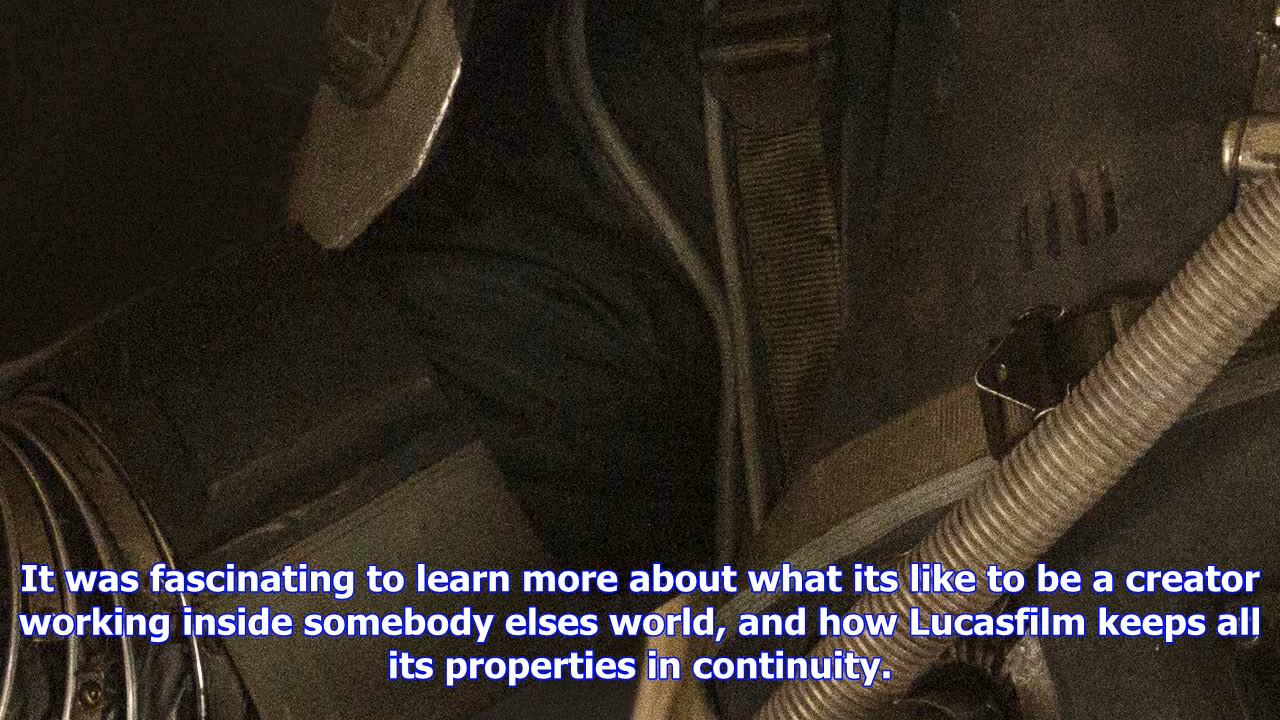 It was fascinating to learn more about what its like to be a creator
working inside somebody elses world, and how Lucasfilm keeps all
its properties in continuity.